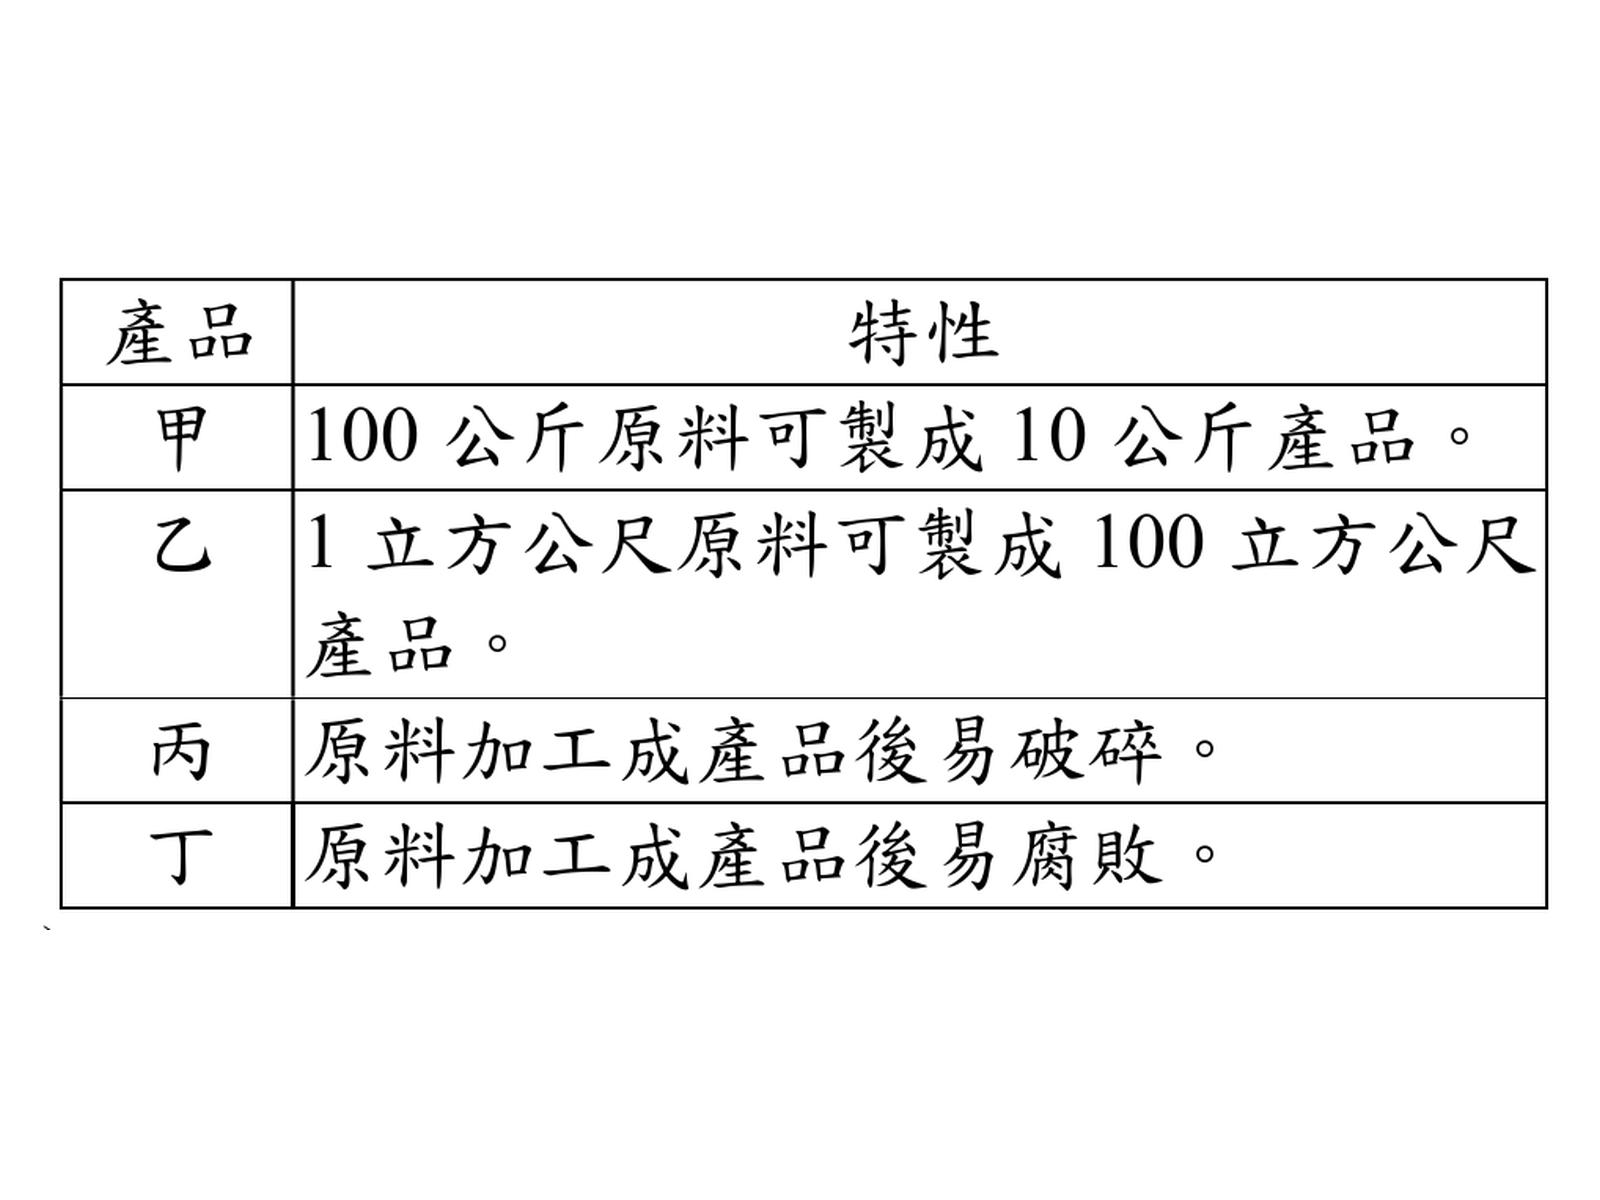 產品 特性
甲 100 公斤原料可製成 10 公斤產品。
乙 1 立方公尺原料可製成 100 立方公尺
產品。
丙 原料加工成產品後易破碎。
丁 原料加工成產品後易腐敗。